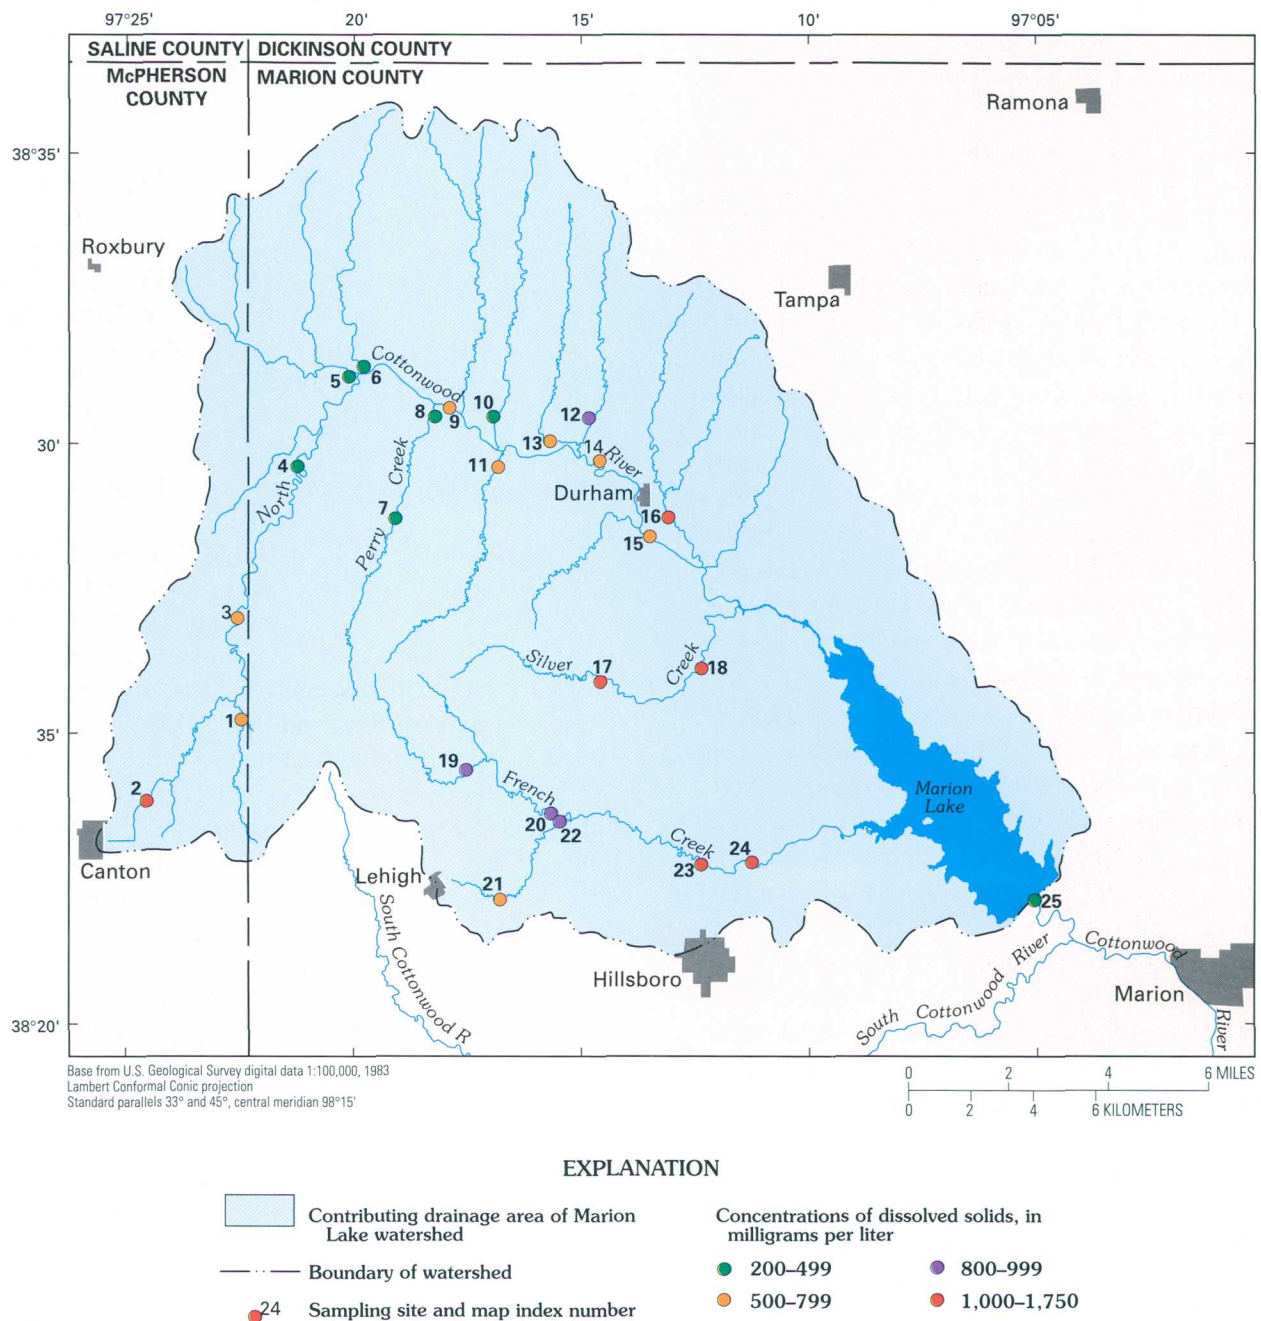 97°25'
20'
15'
10'
97°05'
SALINE COUNTY
DICKINSON COUNTY
McPHERSON
COUNTY
MARION COUNTY
Ramona
38°35'
Roxbury
Tampa
Cottonwood
5
6
8
9
10
12
13
14
River
30'
4
North
Perry
Creek
11
Durham
7
16
15
3
Silver
17
Creek
18
35'
1
2
19
French
20
22
Creek
23
24
Marion
Lake
Canton
Lehigh
21
25
South Cottonwood R
Hillsboro
South Cottonwood River
Cottonwood
Marion
River
38°20'
Base from U.S. Geological Survey digital data 1:100,000, 1983
Lambert Conformal Conic projection
Standard parallels 33° and 45°, central meridian 98°15'
0 2 4 6 MILES
0 2 4 6 KILOMETERS
EXPLANATION
Contributing drainage area of Marion
Lake watershed
Boundary of watershed
24 Sampling site and map index number
Concentrations of dissolved solids, in
milligrams per liter
200–499
500–799
800–999
1,000–1,750